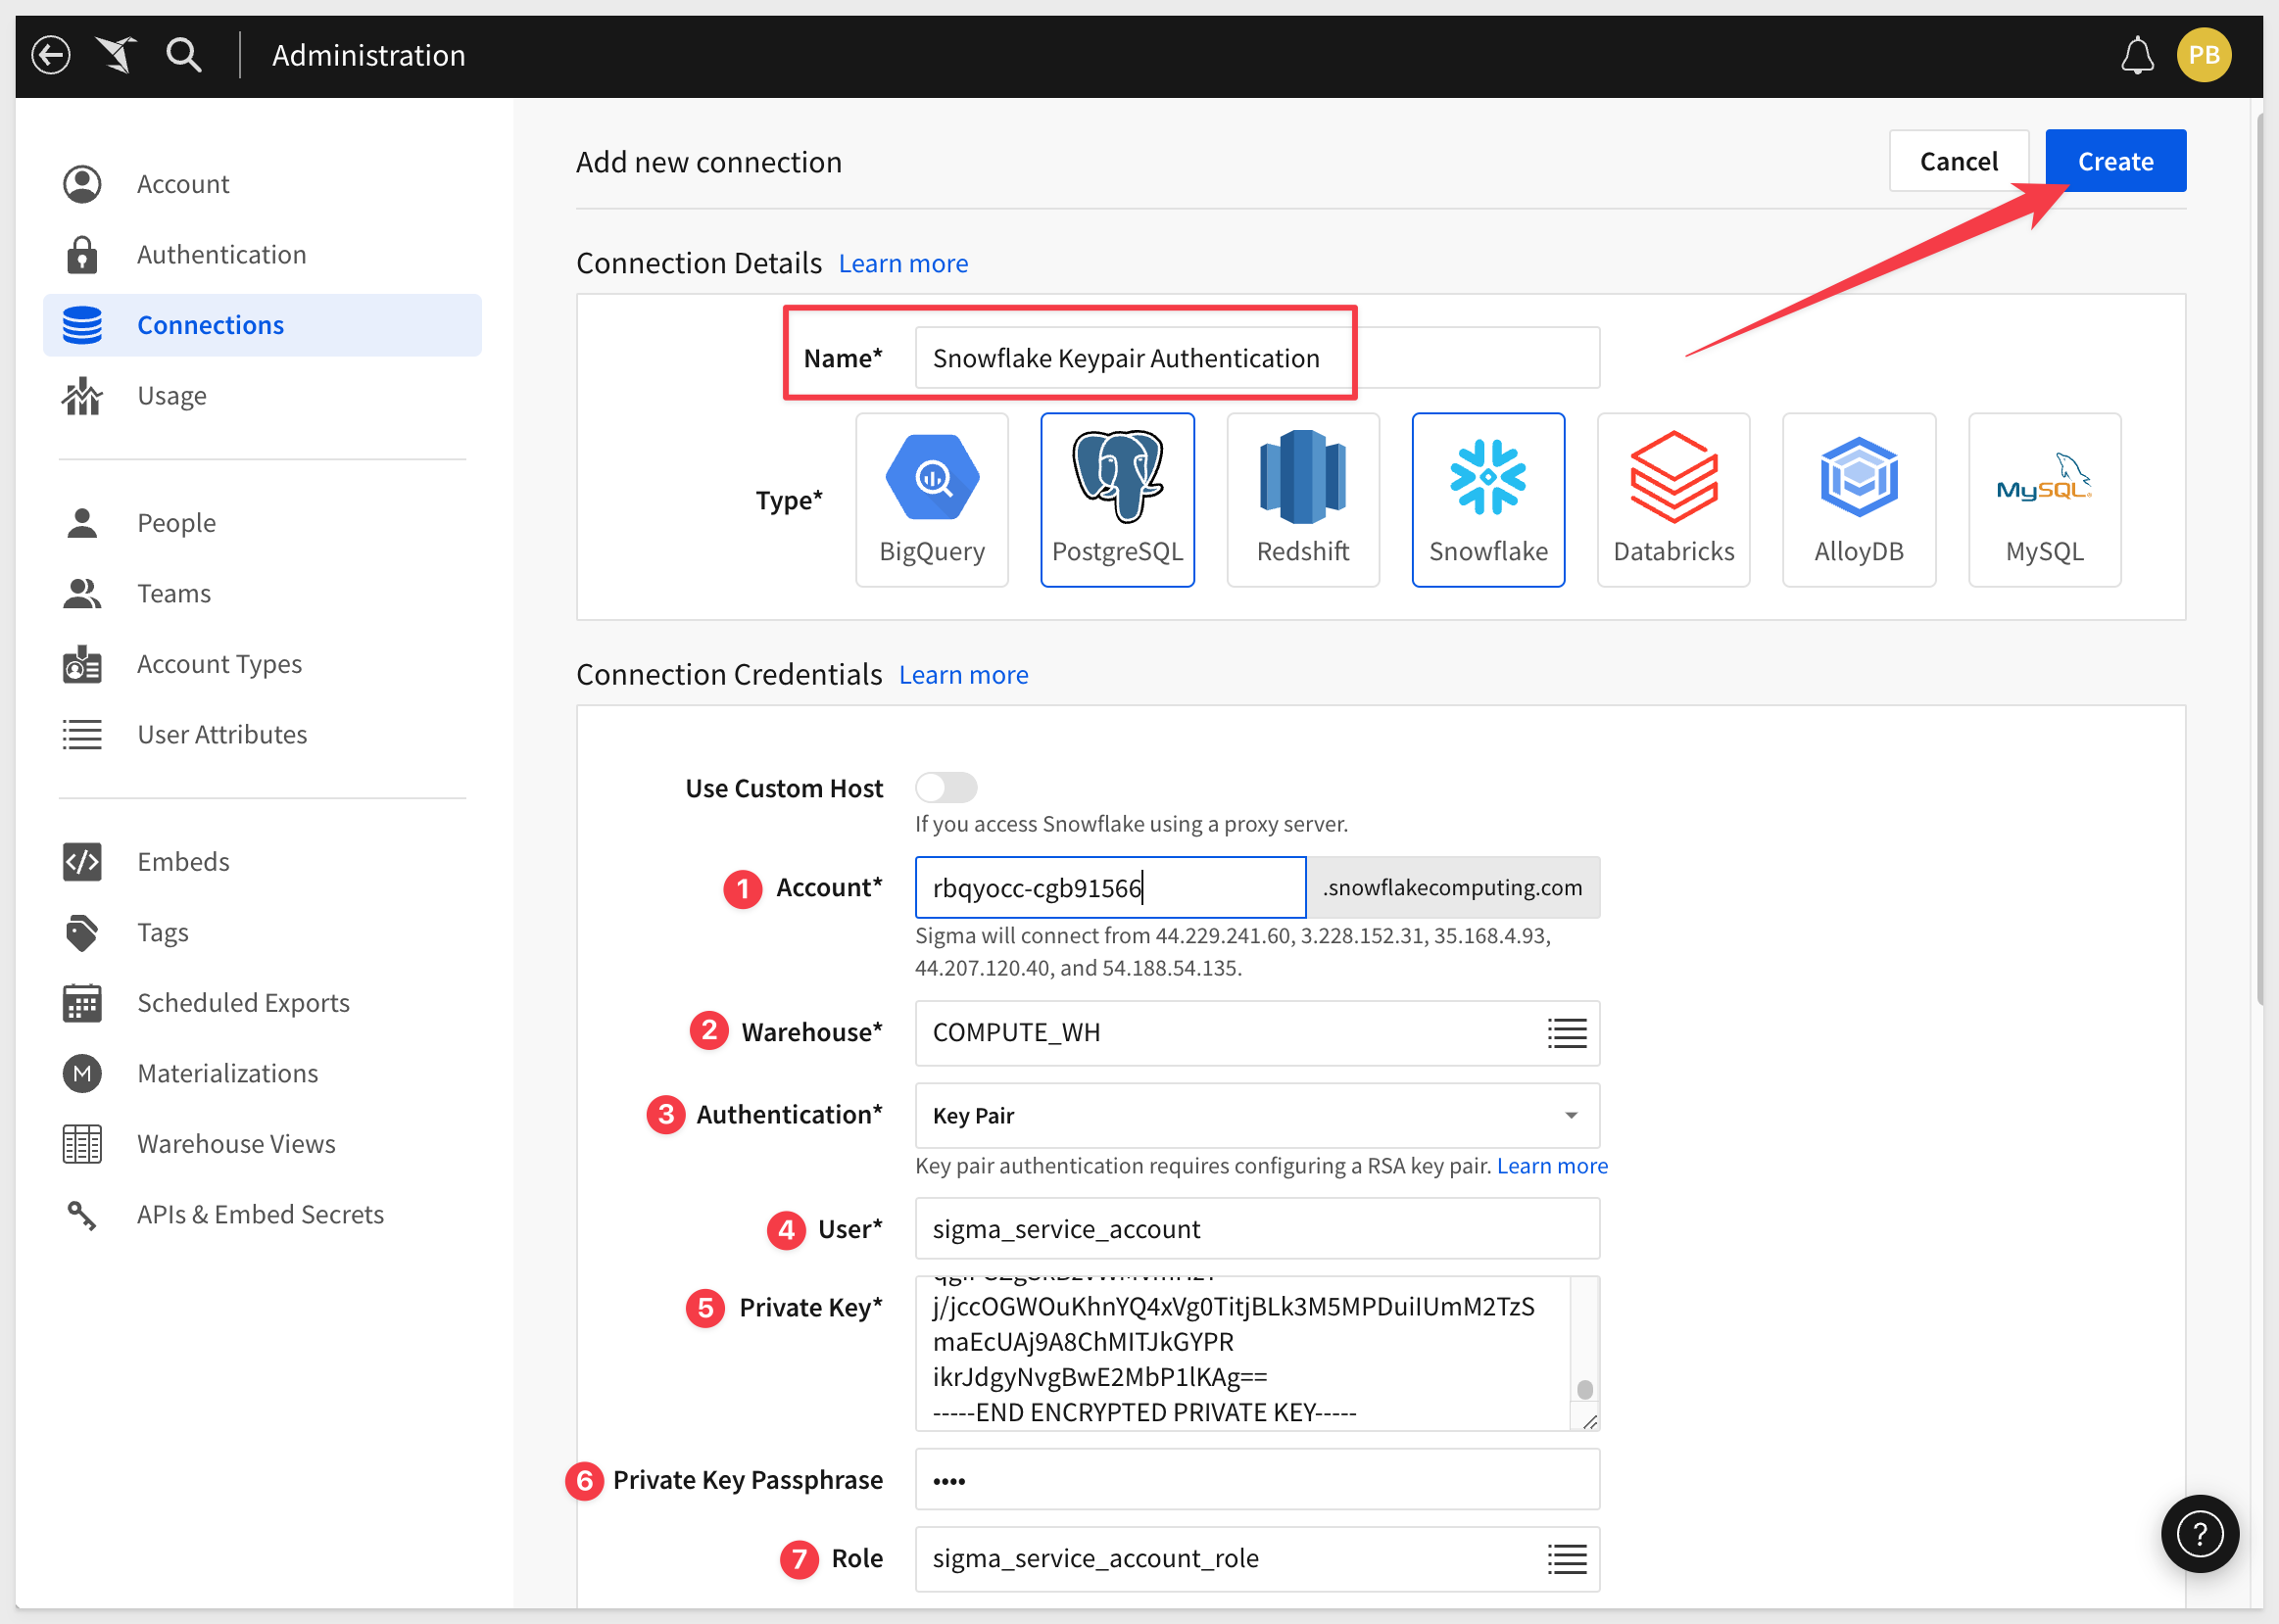 Administration
PB
Account
Authentication
Connections
Usage
People
Teams
Account Types
User Attributes
Embeds
Tags
Scheduled Exports
M
Materializations
Warehouse Views
APIs & Embed Secrets
Add new connection
Cancel
Create
Connection Details Learn more
Name* Snowflake Keypair Authentication
Type*
BigQuery
PostgreSQL
Redshift
Snowflake
Databricks
AlloyDB
MySQL
MySQL
Connection Credentials Learn more
Use Custom Host
If you access Snowflake using a proxy server.
1 Account* rbqyocc-cgb91566 .snowflakecomputing.com
Sigma will connect from 44.229.241.60, 3.228.152.31, 35.168.4.93,
44.207.120.40, and 54.188.54.135.
2 Warehouse* COMPUTE_WH
3 Authentication* Key Pair
Key pair authentication requires configuring a RSA key pair. Learn more
4 User* sigma_service_account
5 Private Key*
j/jccOGWOuKhnYQ4xVg0TitjBLk3M5MPDuiIUmM2TzS
maEcUAj9A8ChMITJkGYPR
ikrJdgyNvgBwE2MbP1lKAg==
-----END ENCRYPTED PRIVATE KEY-----
6 Private Key Passphrase ••••
7 Role sigma_service_account_role
?